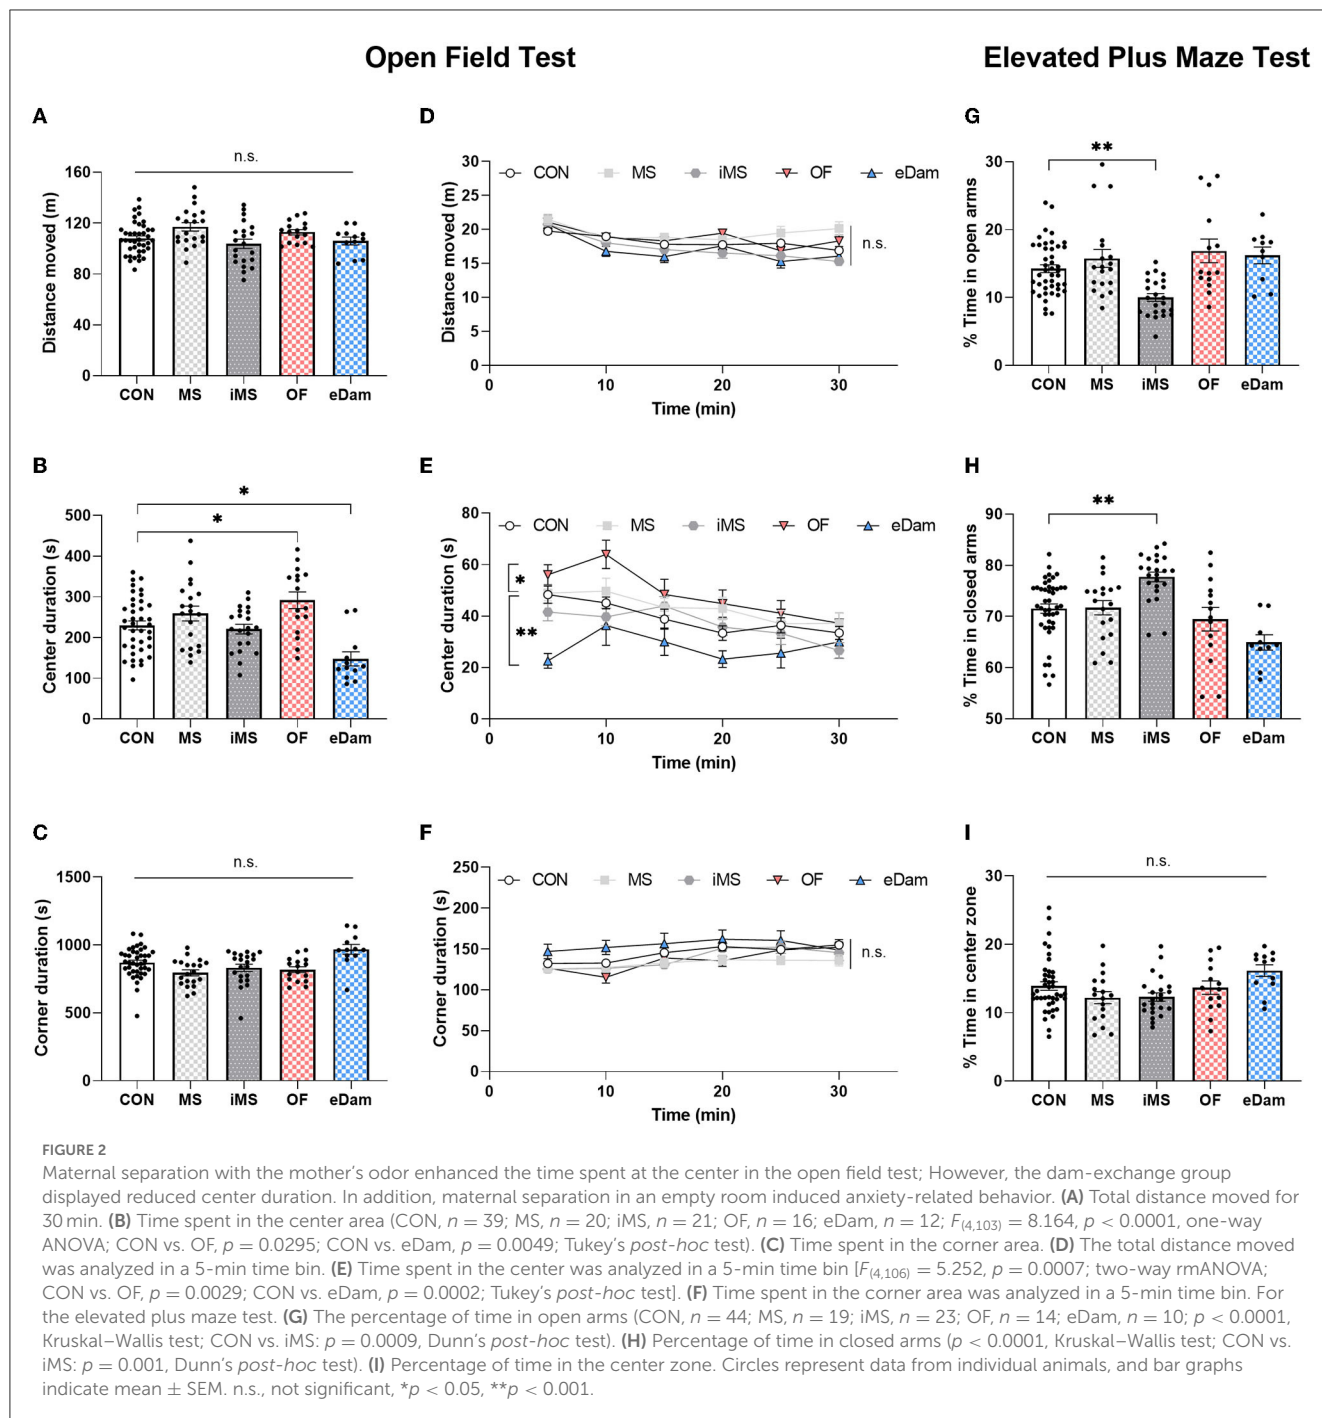 Open Field Test
Elevated Plus Maze Test
A
n.s.
160
120
80
40
0
Distance moved (m)
CON MS iMS OF eDam
D
30
25
20
15
10
5
0
Distance moved (m)
CON MS iMS OF eDam
n.s.
0 10 20 30
Time (min)
G
**
30
20
10
0
% Time in open arms
CON MS iMS OF eDam
B
*
*
500
400
300
200
100
0
Center duration (s)
CON MS iMS OF eDam
E
80
60
40
20
0
Center duration (s)
CON MS iMS OF eDam
*
**
0 10 20 30
Time (min)
H
**
90
80
70
60
50
% Time in closed arms
CON MS iMS OF eDam
C
n.s.
1500
1000
500
0
Corner duration (s)
CON MS iMS OF eDam
F
250
200
150
100
50
0
Corner duration (s)
CON MS iMS OF eDam
n.s.
0 10 20 30
Time (min)
I
n.s.
30
20
10
0
% Time in center zone
CON MS iMS OF eDam
FIGURE 2
Maternal separation with the mother's odor enhanced the time spent at the center in the open field test; However, the dam-exchange group
displayed reduced center duration. In addition, maternal separation in an empty room induced anxiety-related behavior. (A) Total distance moved for
30 min. (B) Time spent in the center area (CON, n = 39; MS, n = 20; iMS, n = 21; OF, n = 16; eDam, n = 12; F(4,103) = 8.164, p < 0.0001, one-way
ANOVA; CON vs. OF, p = 0.0295; CON vs. eDam, p = 0.0049; Tukey's post-hoc test). (C) Time spent in the corner area. (D) The total distance moved
was analyzed in a 5-min time bin. (E) Time spent in the center was analyzed in a 5-min time bin [F(4,106) = 5.252, p = 0.0007; two-way rmANOVA;
CON vs. OF, p = 0.0029; CON vs. eDam, p = 0.0002; Tukey's post-hoc test]. (F) Time spent in the corner area was analyzed in a 5-min time bin. For
the elevated plus maze test. (G) The percentage of time in open arms (CON, n = 44; MS, n = 19; iMS, n = 23; OF, n = 14; eDam, n = 10; p < 0.0001,
Kruskal–Wallis test; CON vs. iMS: p = 0.0009, Dunn's post-hoc test). (H) Percentage of time in closed arms (p < 0.0001, Kruskal–Wallis test; CON vs.
iMS: p = 0.001, Dunn's post-hoc test). (I) Percentage of time in the center zone. Circles represent data from individual animals, and bar graphs
indicate mean ± SEM. n.s., not significant, *p < 0.05, **p < 0.001.